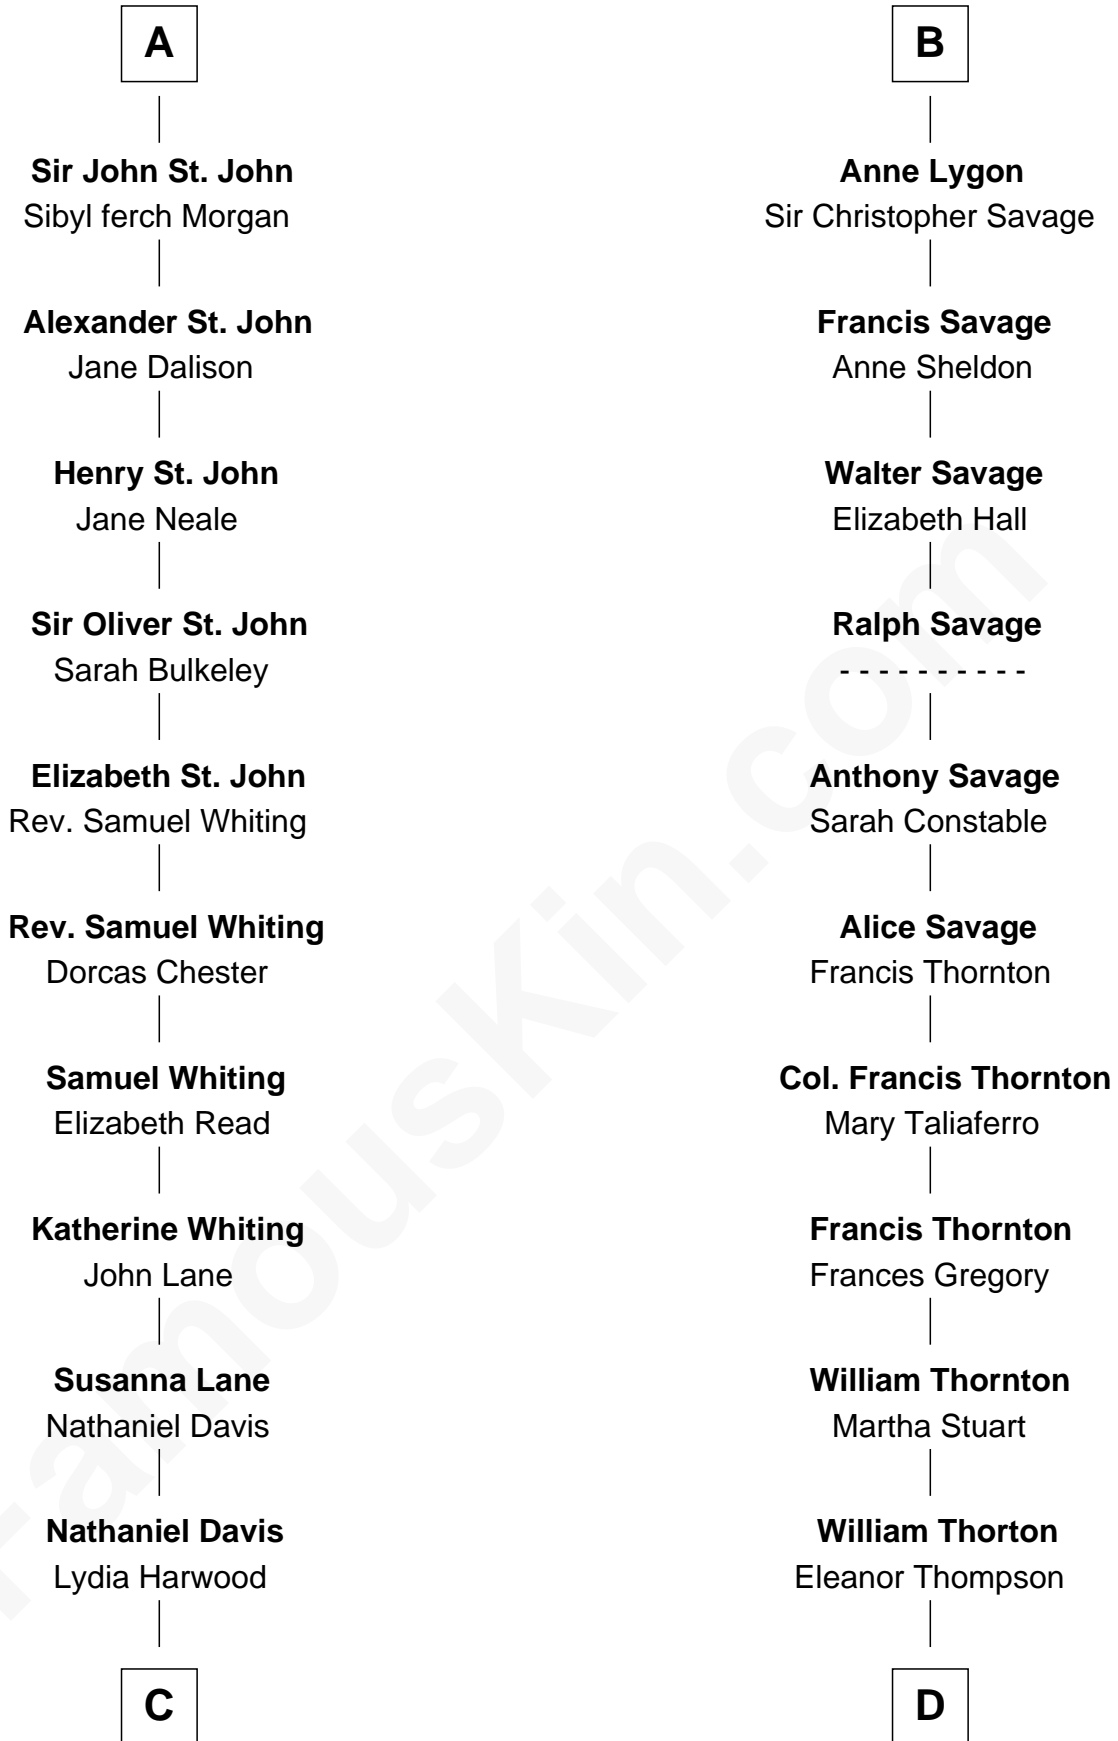 A
Sir John St. John
Sibyl ferch Morgan
Alexander St. John
Jane Dalison
Henry St. John
Jane Neale
Sir Oliver St. John
Sarah Bulkeley
Elizabeth St. John
Rev. Samuel Whiting
Rev. Samuel Whiting
Dorcas Chester
Samuel Whiting
Elizabeth Read
Katherine Whiting
John Lane
Susanna Lane
Nathaniel Davis
Nathaniel Davis
Lydia Harwood
C
B
Anne Lygon
Sir Christopher Savage
Francis Savage
Anne Sheldon
Walter Savage
Elizabeth Hall
Ralph Savage
- - - - - - - - - -
Anthony Savage
Sarah Constable
Alice Savage
Francis Thornton
Col. Francis Thornton
Mary Taliaferro
Francis Thornton
Frances Gregory
William Thornton
Martha Stuart
William Thorton
Eleanor Thompson
D
FamousKin.com